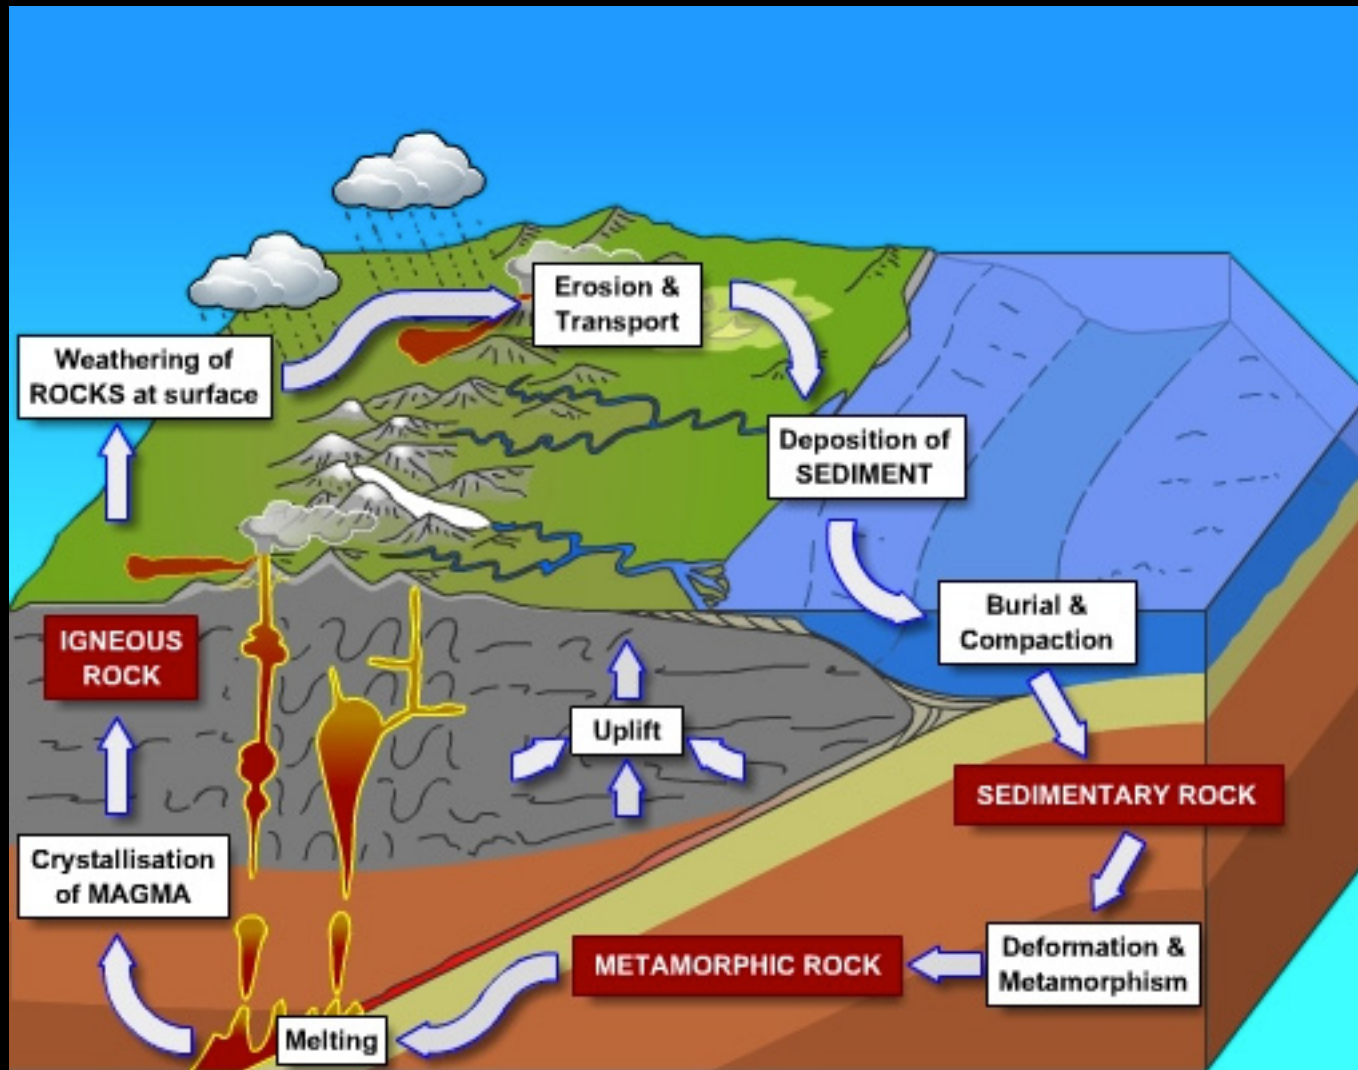 Erosion &
Transport
Weathering of
ROCKS at surface
Deposition of
SEDIMENT
Burial &
Compaction
IGNEOUS
ROCK
Uplift
SEDIMENTARY ROCK
Crystallisation
of MAGMA
Deformation &
Metamorphism
METAMORPHIC ROCK
Melting